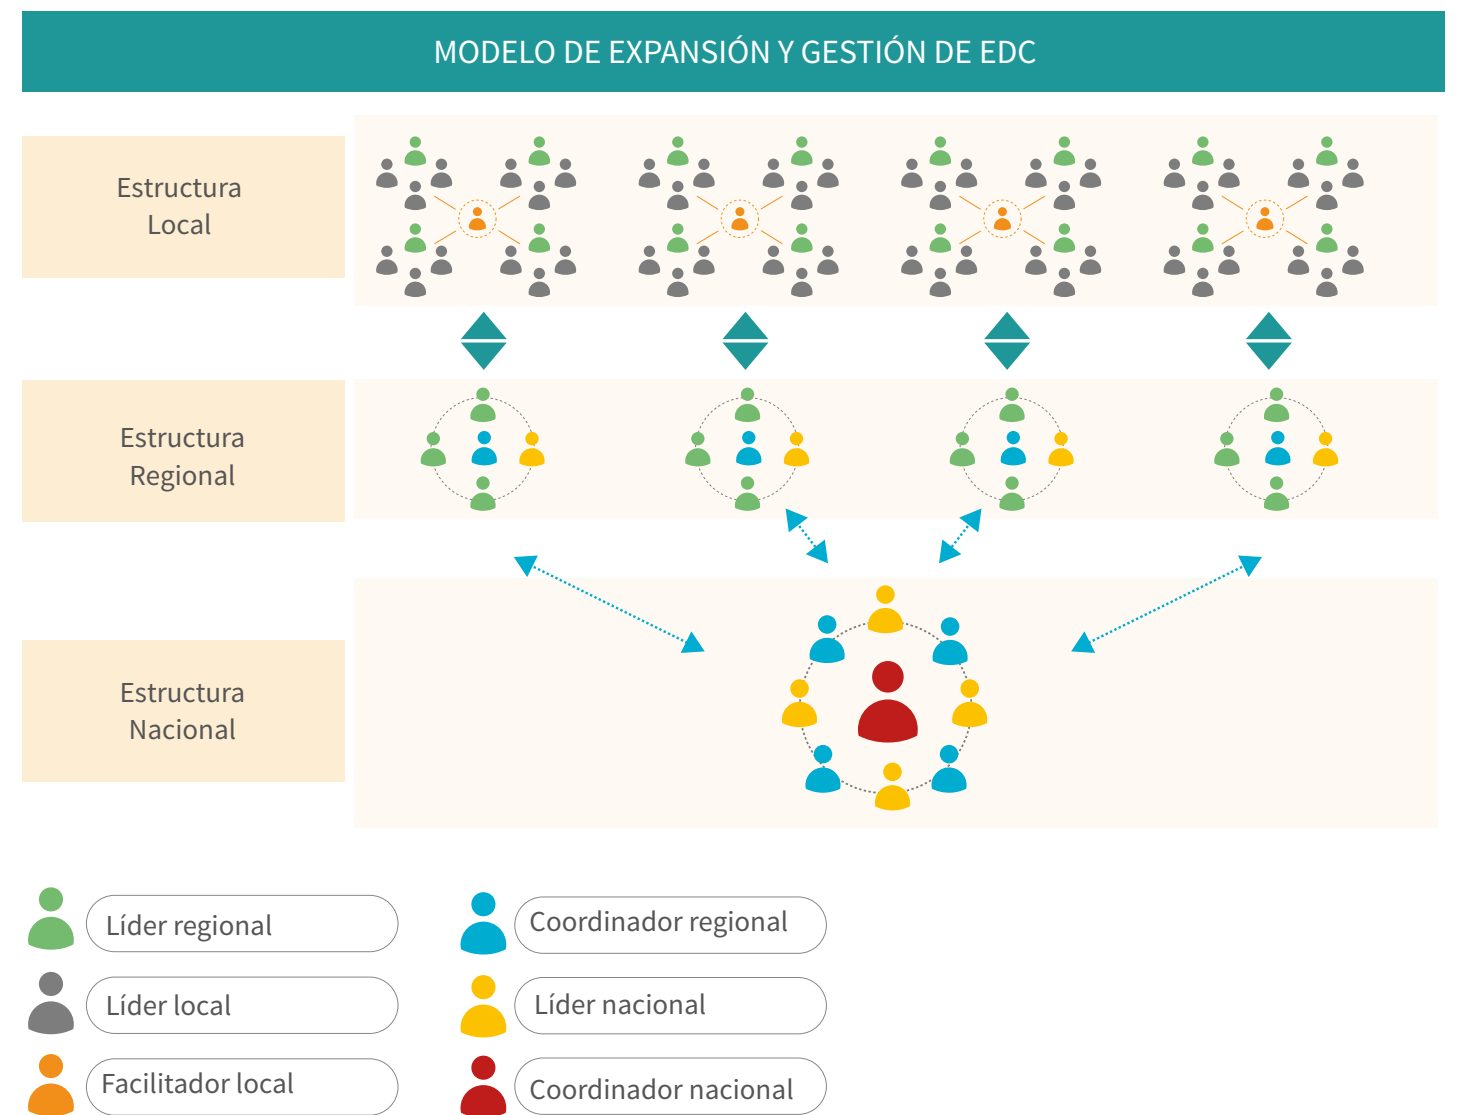 MODELO DE EXPANSIÓN Y GESTIÓN DE EDC
Estructura
Local
Estructura
Regional
Estructura
Nacional
Líder regional
Coordinador regional
Líder local
Líder nacional
Facilitador local
Coordinador nacional